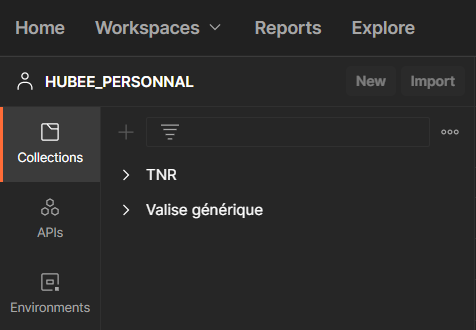 Home Workspaces Reports Explore
HUBEE_PERSONNAL New Import
Collections
TNR
Valise générique
APIs
Environments